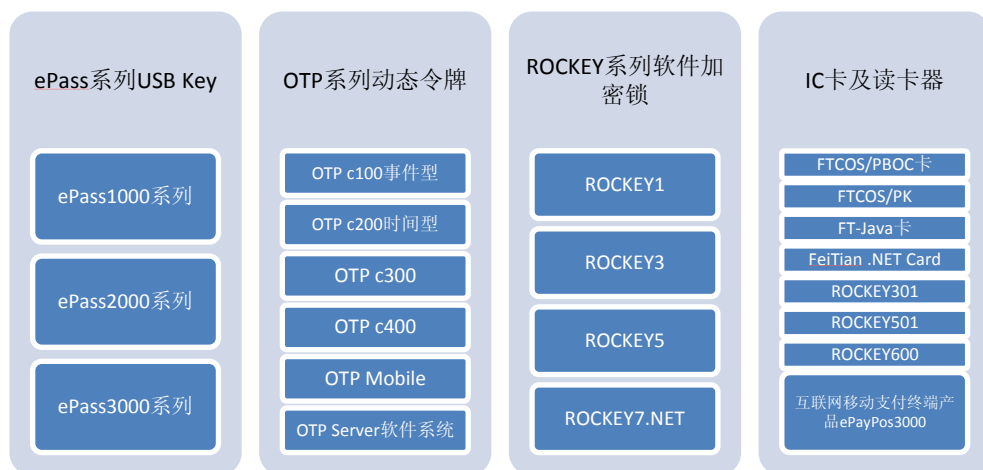 ePass系列USB Key
ePass1000系列
ePass2000系列
ePass3000系列
OTP系列动态令牌
OTP c100事件型
OTP c200时间型
OTP c300
OTP c400
OTP Mobile
OTP Server软件系统
ROCKEY系列软件加
密锁
ROCKEY1
ROCKEY3
ROCKEY5
ROCKEY7.NET
IC卡及读卡器
FTCOS/PBOC卡
FTCOS/PK
FT-Java卡
FeiTian .NET Card
ROCKEY301
ROCKEY501
ROCKEY600
互联网移动支付终端产
品ePayPos3000